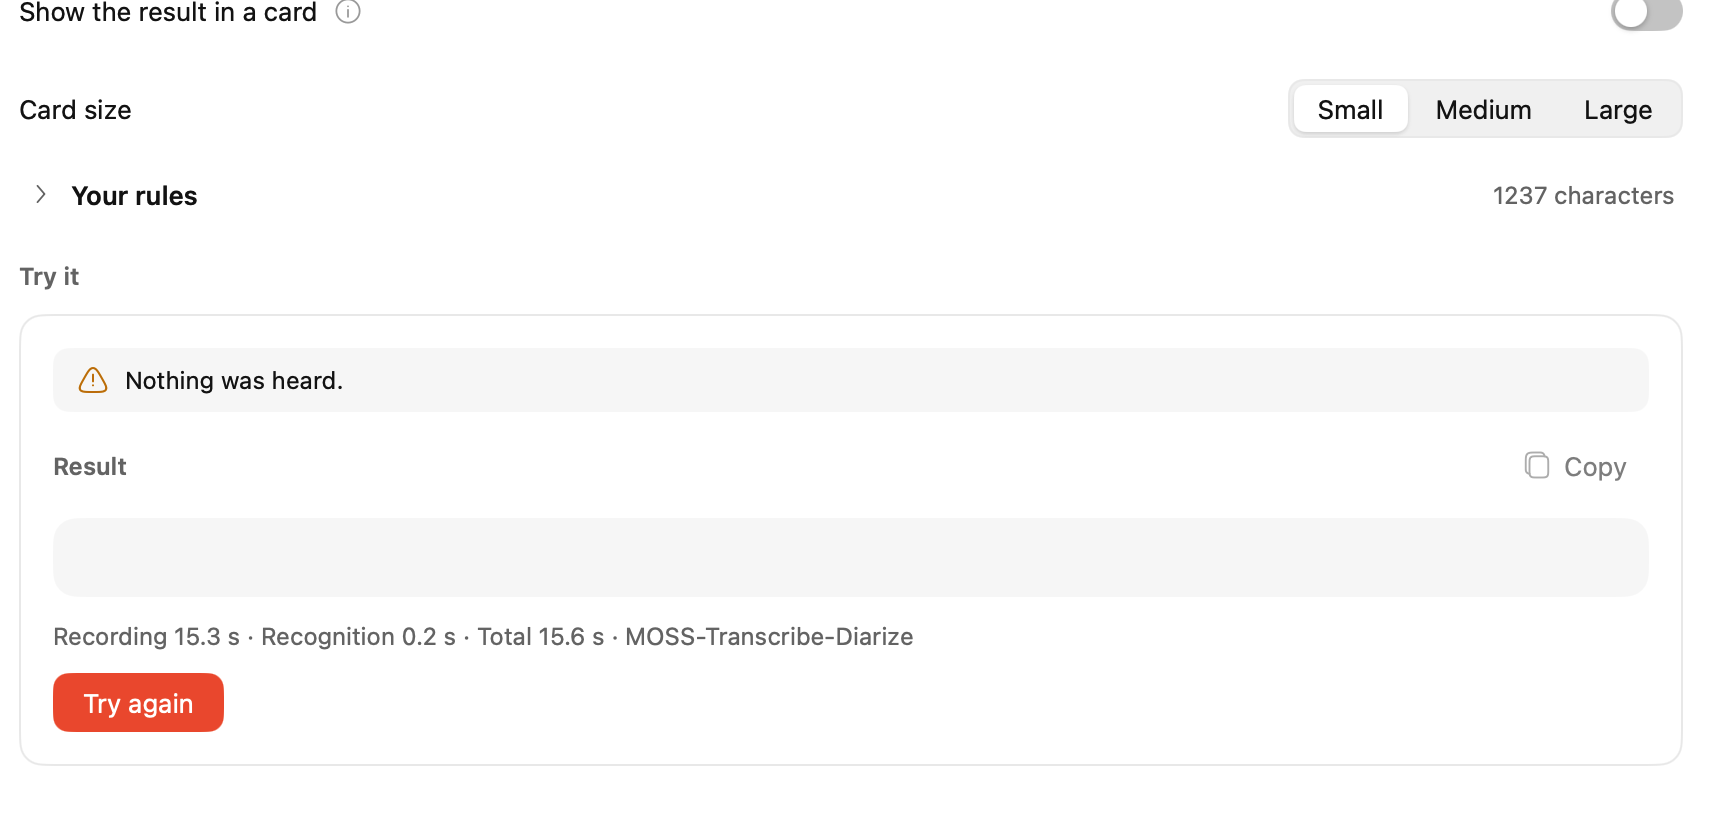 Show the result in a card
Card size
Small Medium Large
Your rules
1237 characters
Try it
Nothing was heard.
Result
Copy
Recording 15.3 s · Recognition 0.2 s · Total 15.6 s · MOSS-Transcribe-Diarize
Try again